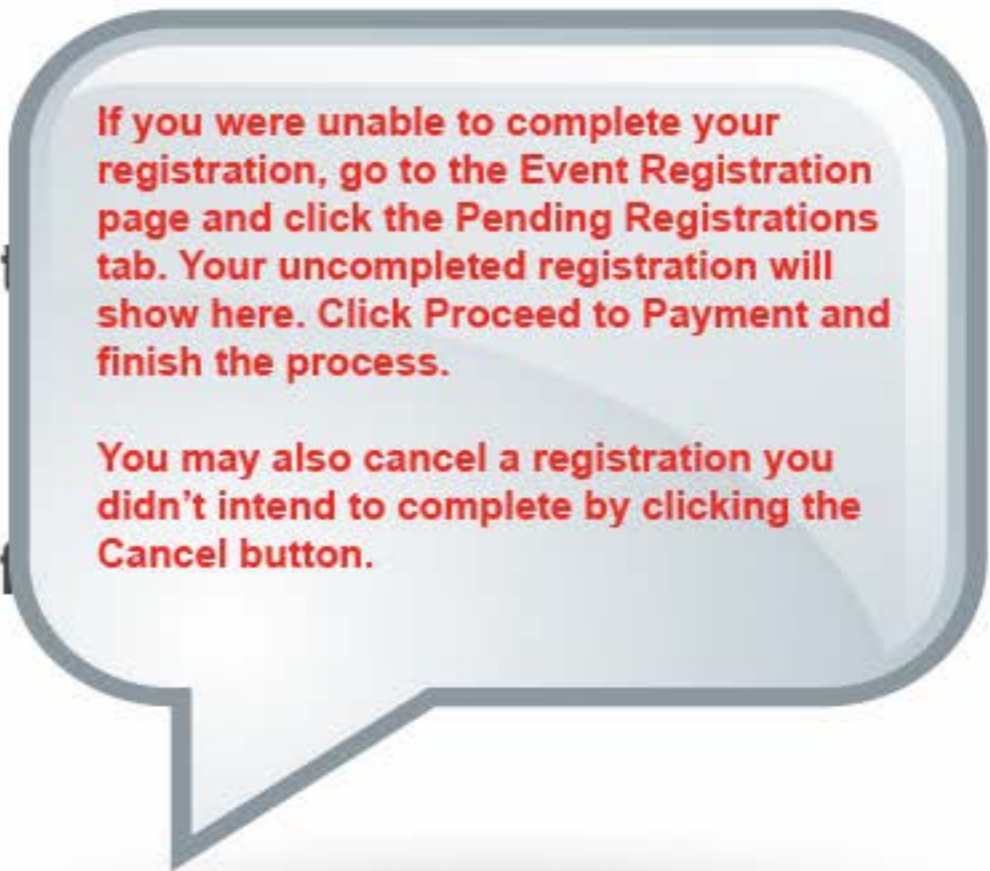 If you were unable to complete your
registration, go to the Event Registration
page and click the Pending Registrations
tab. Your uncompleted registration will
show here. Click Proceed to Payment and
finish the process.
You may also cancel a registration you
didn’t intend to complete by clicking the
Cancel button.